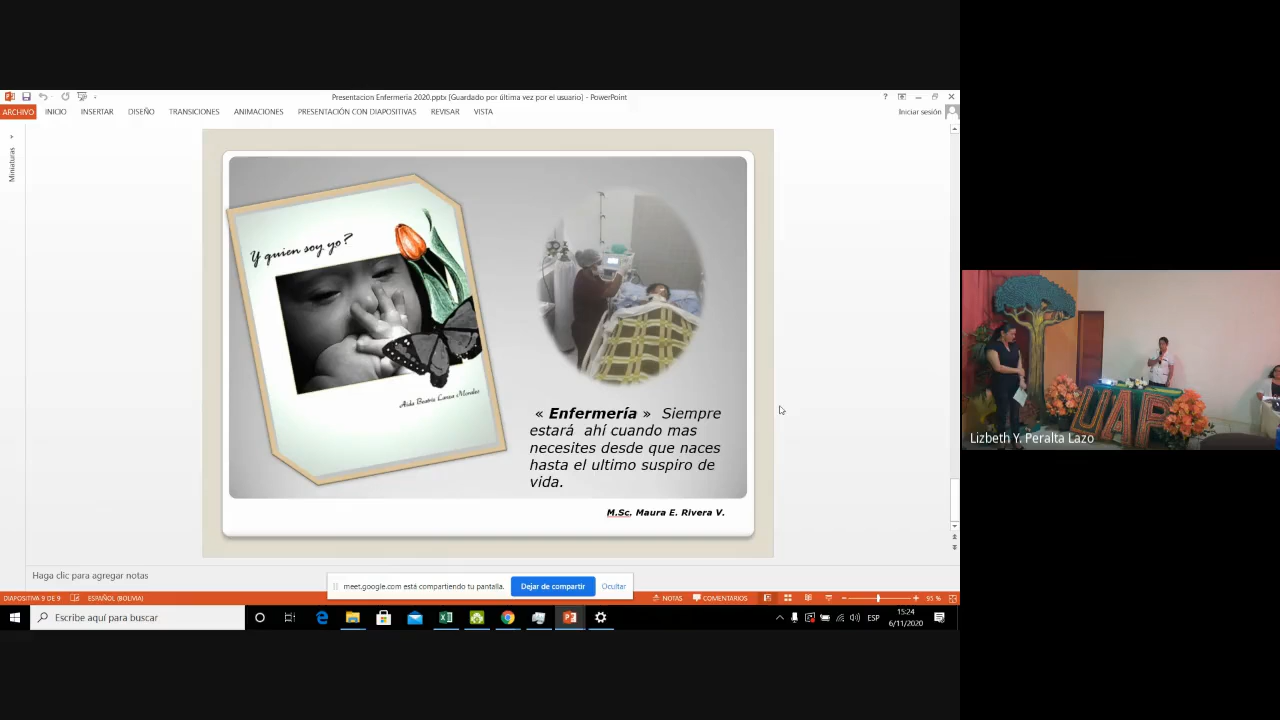 Presentacion Enfermeria 2020.pptx [Guardado por última vez por el usuario] - PowerPoint
ARCHIVO INICIO INSERTAR DISEÑO TRANSICIONES ANIMACIONES PRESENTACIÓN CON DIAPOSITIVAS REVISAR VISTA
Iniciar sesión
Miniaturas
Y quien soy yo?
Aida Beatriz Lanza Morales
« Enfermería » Siempre
estará ahí cuando mas
necesites desde que naces
hasta el ultimo suspiro de
vida.
M.Sc. Maura E. Rivera V.
UAP
Lizbeth Y. Peralta Lazo
Haga clic para agregar notas
meet.google.com está compartiendo tu pantalla.
Dejar de compartir
Ocultar
DIAPOSITIVA 9 DE 9 ESPAÑOL (BOLIVIA)
NOTAS COMENTARIOS
Escribe aquí para buscar
ESP
15:24
6/11/2020